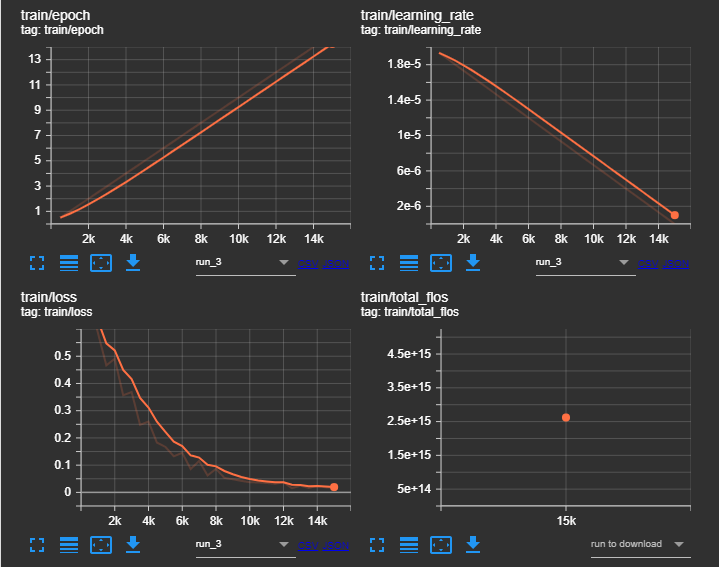 train/epoch
tag: train/epoch
13
11
9
7
5
3
1
2k 4k 6k 8k 10k 12k 14k
run_3 CSV JSON
train/learning_rate
tag: train/learning_rate
1.8e-5
1.4e-5
1e-5
6e-6
2e-6
2k 4k 6k 8k 10k 12k 14k
run_3 CSV JSON
train/loss
tag: train/loss
0.5
0.4
0.3
0.2
0.1
0
2k 4k 6k 8k 10k 12k 14k
run_3 CSV JSON
train/total_flos
tag: train/total_flos
4.5e+15
3.5e+15
2.5e+15
1.5e+15
5e+14
15k
run to download